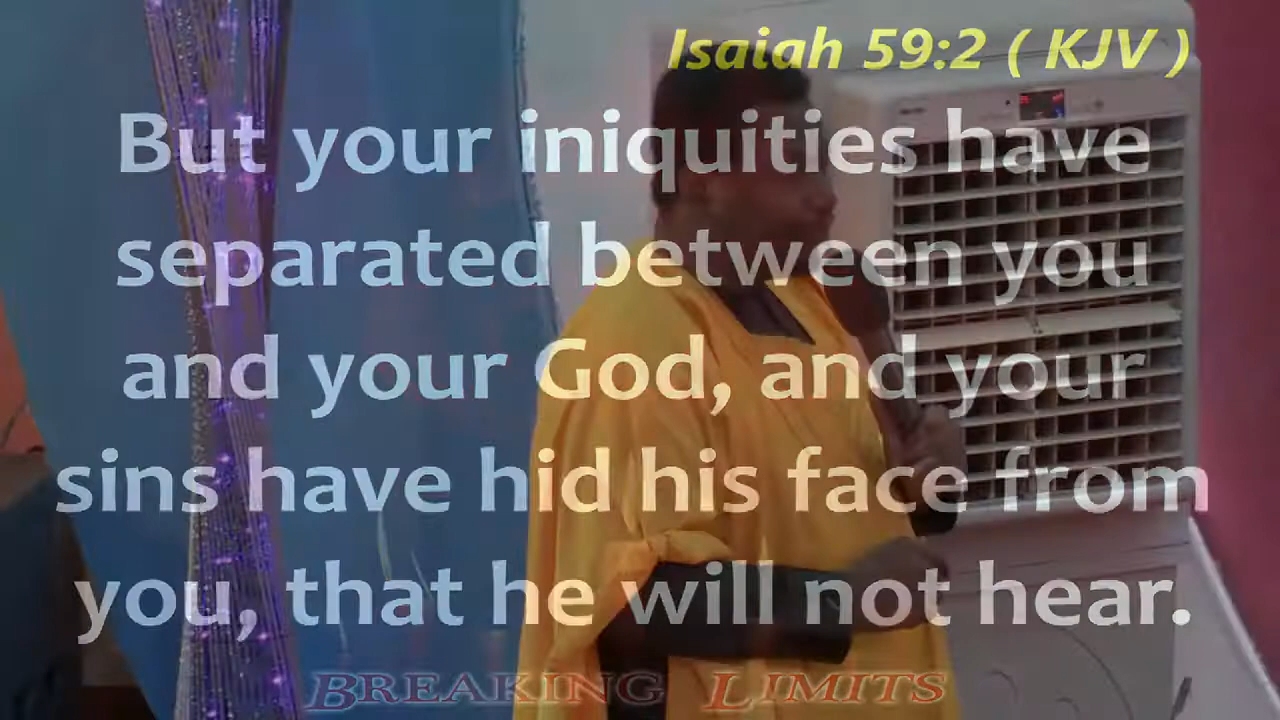 Isaiah 59:2 ( KJV )
But your iniquities have
separated between you
and your God, and your
sins have hid his face from
you, that he will not hear.
BREAKING LIMITS